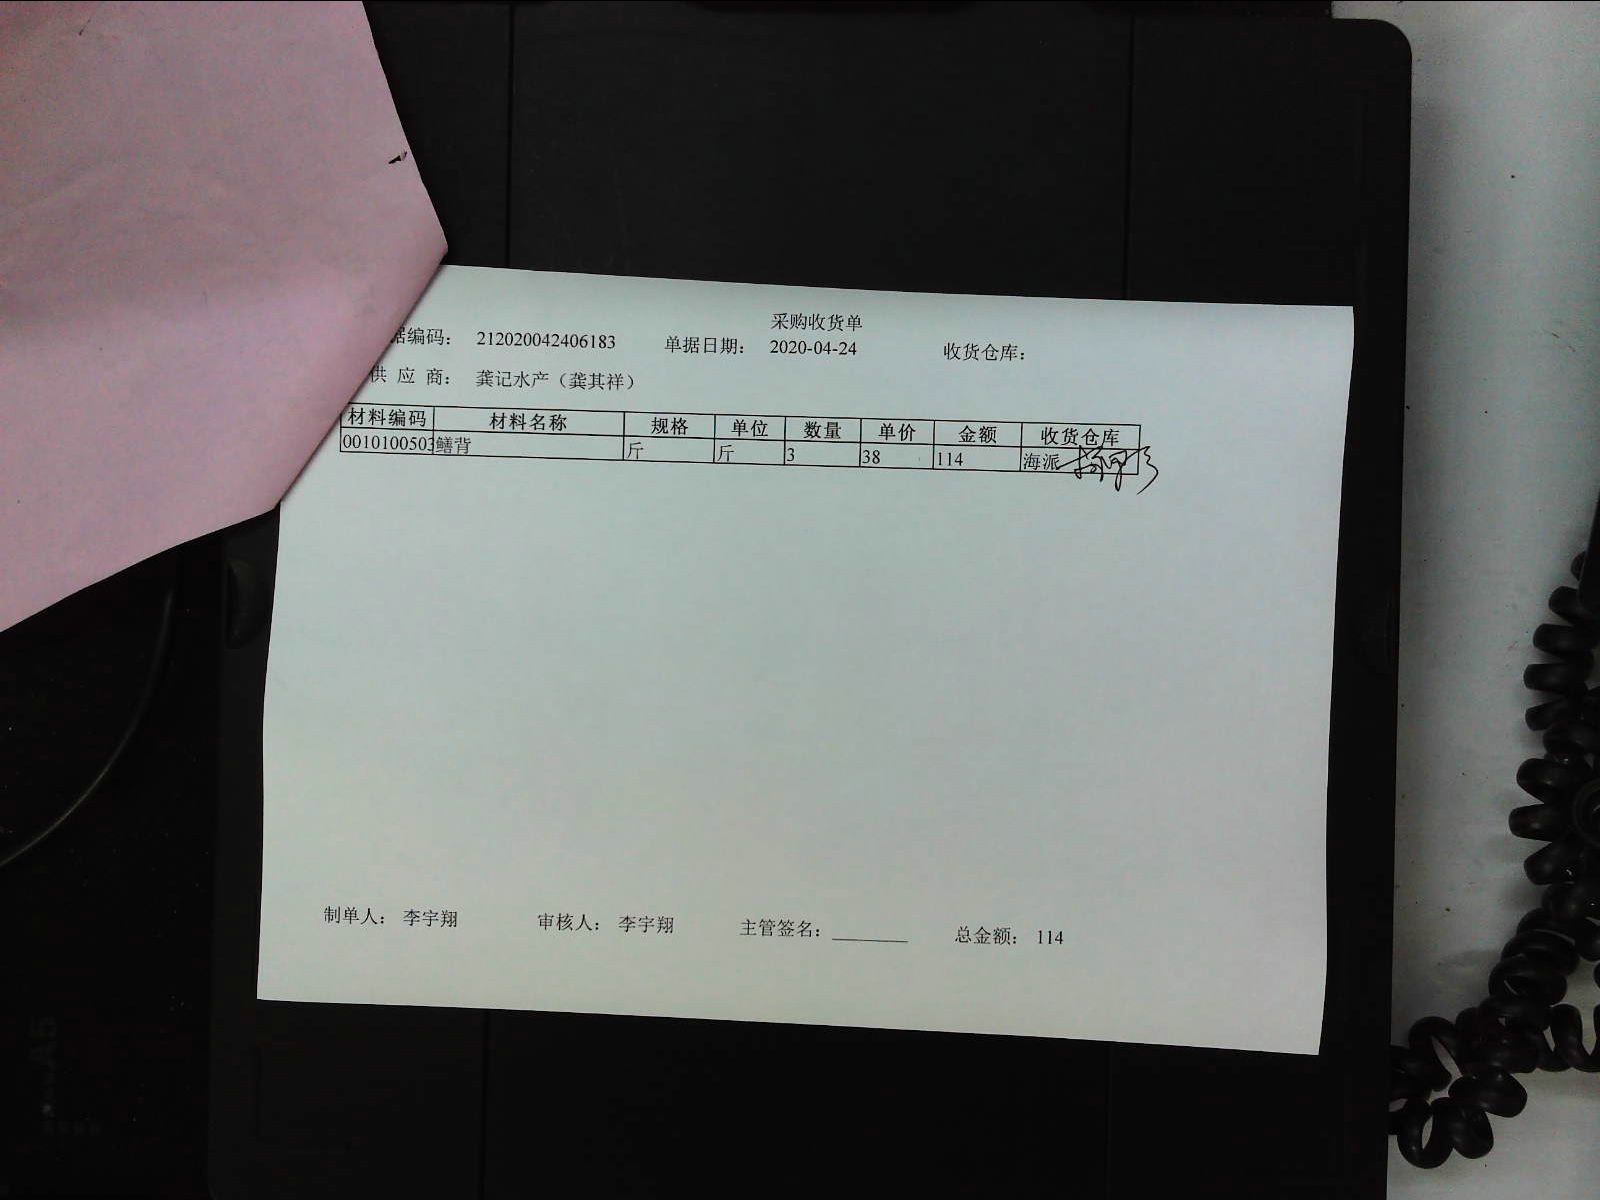 采购收货单
据编码： 212020042406183 单据日期： 2020-04-24 收货仓库：
供 应 商： 龚记水产（龚其祥）
材料编码 材料名称 规格 单位 数量 单价 金额 收货仓库
0010100503 鳝背 斤 斤 3 38 114 海派
制单人： 李宇翔 审核人： 李宇翔 主管签名：________ 总金额： 114